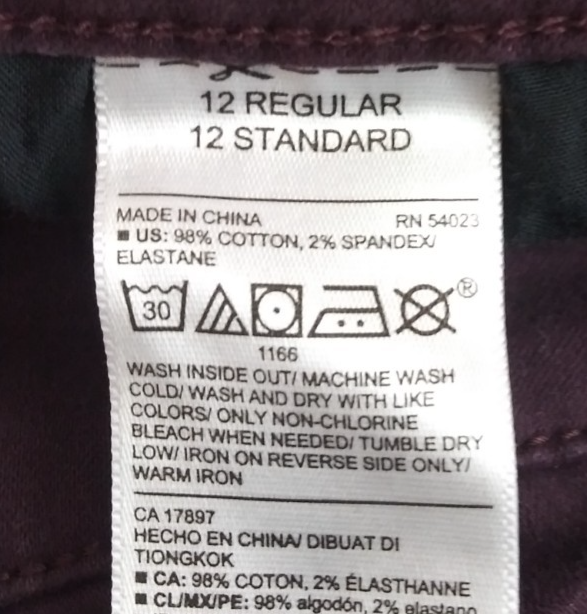 12 REGULAR
12 STANDARD
MADE IN CHINA RN 54023
■ US: 98% COTTON, 2% SPANDEX/
ELASTANE
30 ®
1166
WASH INSIDE OUT/ MACHINE WASH
COLD/ WASH AND DRY WITH LIKE
COLORS/ ONLY NON-CHLORINE
BLEACH WHEN NEEDED/ TUMBLE DRY
LOW/ IRON ON REVERSE SIDE ONLY/
WARM IRON
CA 17897
HECHO EN CHINA/ DIBUAT DI
TIONGKOK
■ CA: 98% COTON, 2% ÉLASTHANNE
■ CL/MX/PE: 98% algodón, 2% elastano